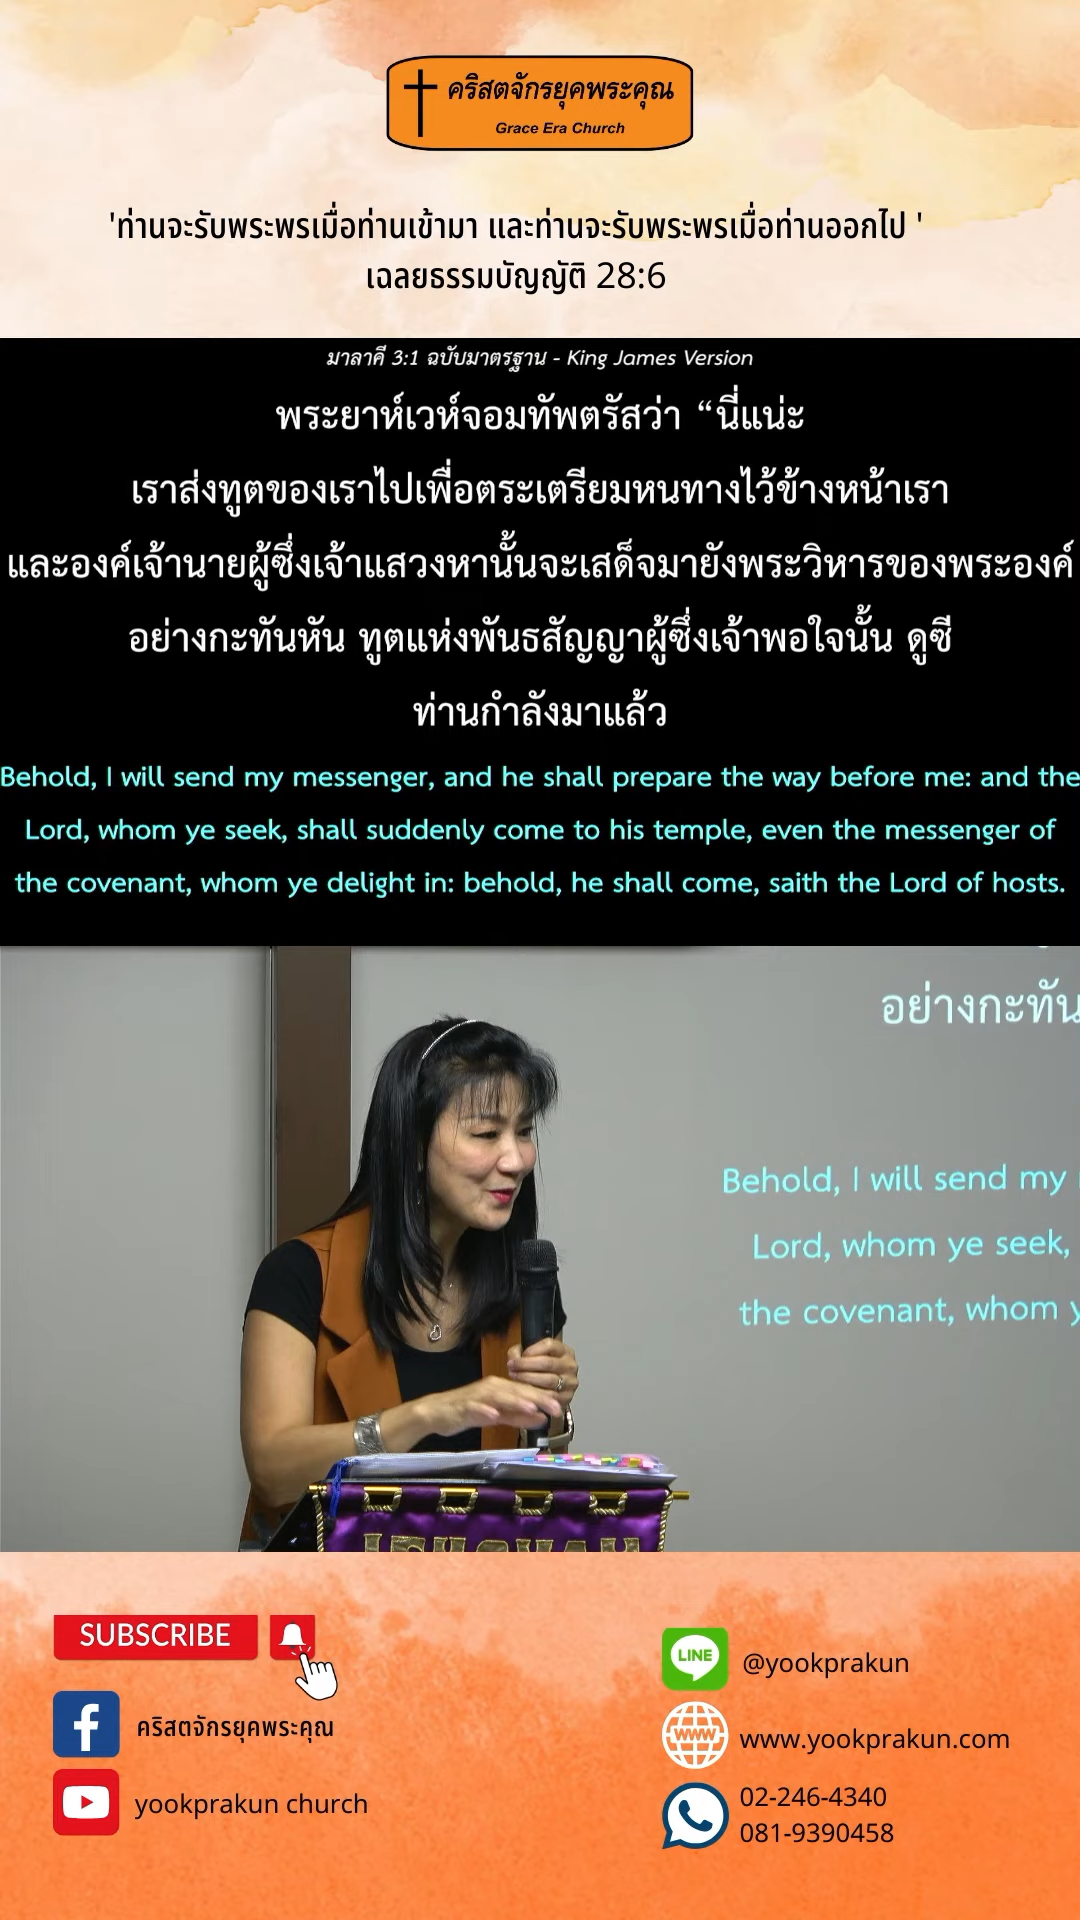 คริสตจักรยุคพระคุณ
Grace Era Church
'ท่านจะรับพระพรเมื่อท่านเข้ามา และท่านจะรับพระพรเมื่อท่านออกไป '
เฉลยธรรมบัญญัติ 28:6
มาลาคี 3:1 ฉบับมาตรฐาน - King James Version
พระยาห์เวห์จอมทัพตรัสว่า “นี่แน่ะ
เราส่งทูตของเราไปเพื่อตระเตรียมหนทางไว้ข้างหน้าเรา
และองค์เจ้านายผู้ซึ่งเจ้าแสวงหานั้นจะเสด็จมายังพระวิหารของพระองค์
อย่างกะทันหัน ทูตแห่งพันธสัญญาผู้ซึ่งเจ้าพอใจนั้น ดูซี
ท่านกำลังมาแล้ว
Behold, I will send my messenger, and he shall prepare the way before me: and the
Lord, whom ye seek, shall suddenly come to his temple, even the messenger of
the covenant, whom ye delight in: behold, he shall come, saith the Lord of hosts.
อย่างกะทัน
Behold, I will send my
Lord, whom ye seek,
the covenant, whom y
SUBSCRIBE
คริสตจักรยุคพระคุณ
yookprakun church
LINE
@yookprakun
WWW
www.yookprakun.com
02-246-4340
081-9390458